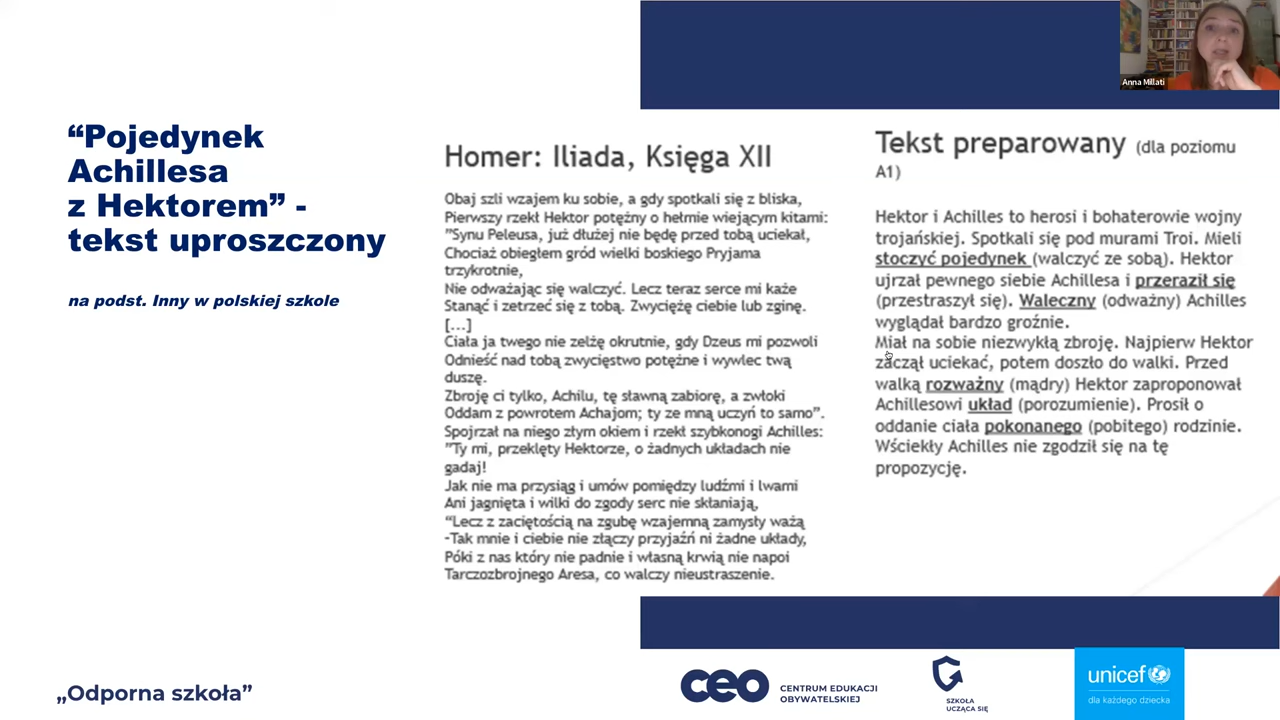 Anna Millati
“Pojedynek
Achillesa
z Hektorem” -
tekst uproszczony
na podst. Inny w polskiej szkole
Homer: Iliada, Księga XII
Obaj szli wzajem ku sobie, a gdy spotkali się z bliska,
Pierwszy rzekł Hektor potężny o hełmie wiejącym kitami:
”Synu Peleusa, już dłużej nie będę przed tobą uciekał,
Chociaż obiegłem gród wielki boskiego Pryjama
trzykrotnie,
Nie odważając się walczyć. Lecz teraz serce mi każe
Stanąć i zetrzeć się z tobą. Zwyciężę ciebie lub zginę.
[...]
Ciała ja twego nie zelżę okrutnie, gdy Dzeus mi pozwoli
Odnieść nad tobą zwycięstwo potężne i wywlec twą
duszę.
Zbroję ci tylko, Achilu, tę sławną zabiorę, a zwłoki
Oddam z powrotem Achajom; ty ze mną uczyń to samo”.
Spojrzał na niego złym okiem i rzekł szybkonogi Achilles:
”Ty mi, przeklęty Hektorze, o żadnych układach nie
gadaj!
Jak nie ma przysiąg i umów pomiędzy ludźmi i lwami
Ani jagnięta i wilki do zgody serc nie skłaniają,
“Lecz z zaciętością na zgubę wzajemną zamysły ważą
-Tak mnie i ciebie nie złączy przyjaźń ni żadne układy,
Póki z nas który nie padnie i własną krwią nie napoi
Tarczozbrojnego Aresa, co walczy nieustraszenie.
Tekst preparowany (dla poziomu
A1)
Hektor i Achilles to herosi i bohaterowie wojny
trojańskiej. Spotkali się pod murami Troi. Mieli
stoczyć pojedynek (walczyć ze sobą). Hektor
ujrzał pewnego siebie Achillesa i przeraził się
(przestraszył się). Waleczny (odważny) Achilles
wyglądał bardzo groźnie.
Miał na sobie niezwykłą zbroję. Najpierw Hektor
zaczął uciekać, potem doszło do walki. Przed
walką rozważny (mądry) Hektor zaproponował
Achillesowi układ (porozumienie). Prosił o
oddanie ciała pokonanego (pobitego) rodzinie.
Wściekły Achilles nie zgodził się na tę
propozycję.
„Odporna szkoła”
ceo
CENTRUM EDUKACJI
OBYWATELSKIEJ
SZKOŁA
UCZĄCA SIĘ
unicef
dla każdego dziecka